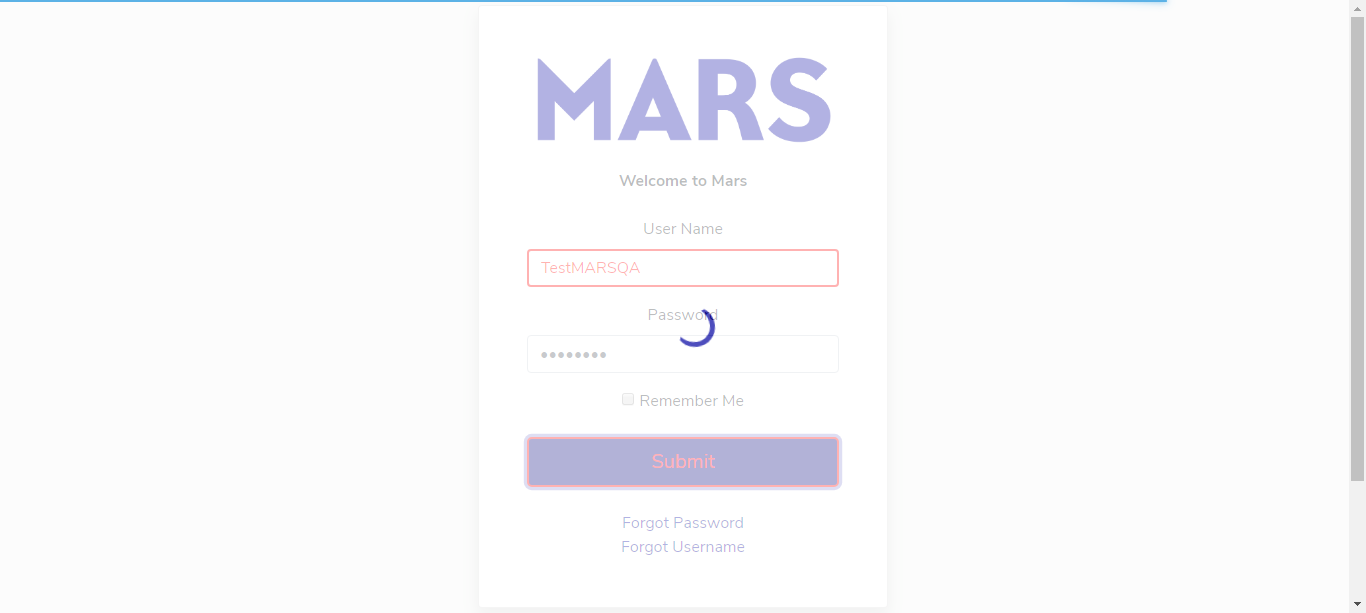 MARS
Welcome to Mars
User Name
TestMARSQA
Password
••••••••
Remember Me
Submit
Forgot Password
Forgot Username